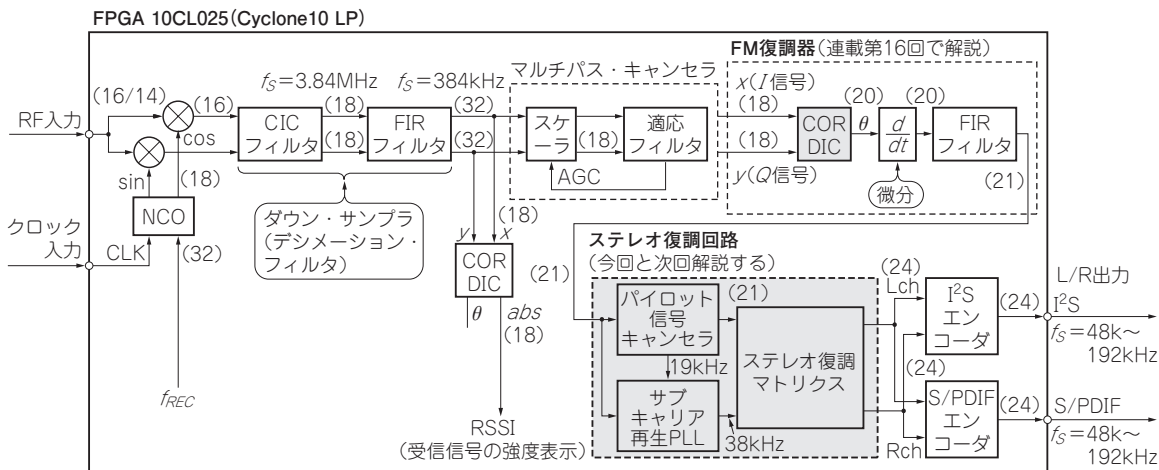 FPGA 10CL025(Cyclone10 LP)
FM復調器(連載第16回で解説)
fS=3.84MHz
fS=384kHz
マルチパス・キャンセラ
x(I信号)
(16/14)
(16)
(18)
(32)
(18)
(20)
(20)
RF入力
CIC
フィルタ
FIR
フィルタ
スケ
ーラ
適応
フィルタ
COR
DIC
θ
d
dt
FIR
フィルタ
cos
(18)
(32)
(18)
(18)
sin
(18)
AGC
y(Q信号)
微分
(21)
NCO
ダウン・サンプラ
(デシメーション・
フィルタ)
クロック
入力
CLK
(32)
(18)
y
x
COR
DIC
θ
abs
(18)
ステレオ復調回路
(今回と次回解説する)
(21)
パイロット
信号
キャンセラ
(21)
19kHz
ステレオ復調
マトリクス
サブ
キャリア
再生PLL
38kHz
(24)
Lch
I2S
エン
コーダ
(24)
L/R出力
I2S
fS=48k～
192kHz
(24)
S/PDIF
エン
コーダ
(24)
S/PDIF
fS=48k～
192kHz
Rch
fREC
RSSI
(受信信号の強度表示)